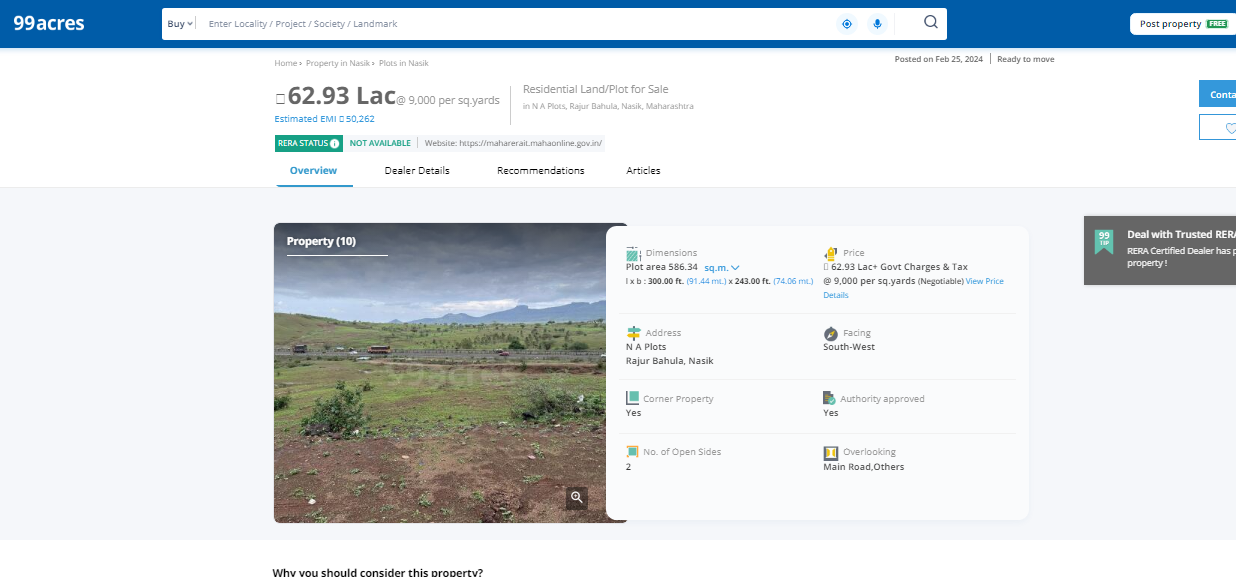 99acres
Buy
Enter Locality / Project / Society / Landmark
Post property FREE
Home › Property in Nasik › Plots in Nasik
Posted on Feb 25, 2024 | Ready to move
62.93 Lac @ 9,000 per sq.yards
Residential Land/Plot for Sale
in N A Plots, Rajur Bahula, Nasik, Maharashtra
Estimated EMI 50,262
Conta
RERA STATUS NOT AVAILABLE Website: https://maharerait.mahaonline.gov.in/
Overview Dealer Details Recommendations Articles
Property (10)
99acres
Dimensions
Plot area 586.34 sq.m.
l x b : 300.00 ft. (91.44 mt.) x 243.00 ft. (74.06 mt.)
Price
62.93 Lac+ Govt Charges & Tax
@ 9,000 per sq.yards (Negotiable) View Price
Details
Address
N A Plots
Rajur Bahula, Nasik
Facing
South-West
Corner Property
Yes
Authority approved
Yes
No. of Open Sides
2
Overlooking
Main Road,Others
99
TIP
Deal with Trusted RERA
RERA Certified Dealer has p
property !
Why you should consider this property?